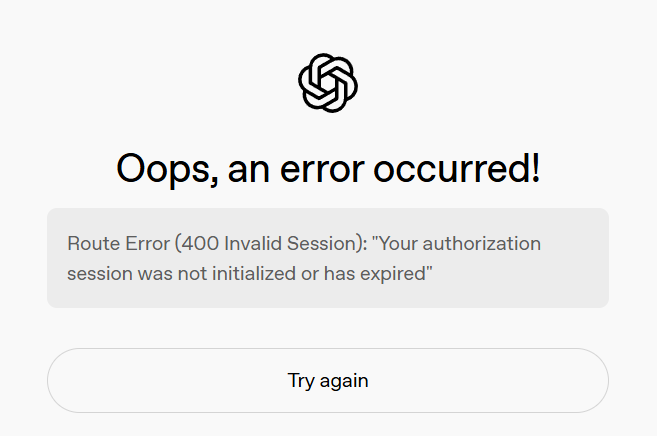 Oops, an error occurred!
Route Error (400 Invalid Session): "Your authorization
session was not initialized or has expired"
Try again